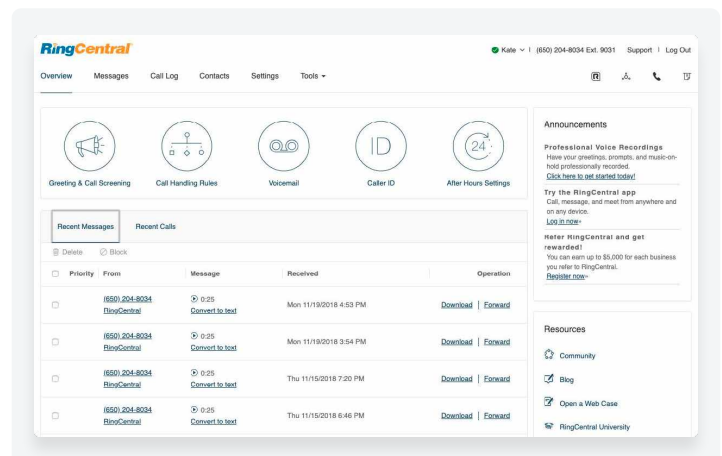 RingCentral
Kate | (650) 204-8034 Ext. 9031 Support | Log Out
Overview Messages Call Log Contacts Settings Tools
24
ID
Greeting & Call Screening Call Handling Rules Voicemail Caller ID After Hours Settings
Recent Messages Recent Calls
Delete Block
Priority From Message Received Operation
(650) 204-8034 0:25
RingCentral Convert to text Mon 11/19/2018 4:53 PM Download | Forward
(650) 204-8034 0:25
RingCentral Convert to text Mon 11/19/2018 3:54 PM Download | Forward
(650) 204-8034 0:25
RingCentral Convert to text Thu 11/15/2018 7:20 PM Download | Forward
(650) 204-8034 0:25
RingCentral Convert to text Thu 11/15/2018 6:46 PM Download | Forward
Announcements
Professional Voice Recordings
Have your greetings, prompts, and music-on-
hold professionally recorded.
Click here to get started today!
Try the RingCentral app
Call, message, and meet from anywhere and
on any device.
Log in now»
Refer RingCentral and get
rewarded!
You can earn up to $5,000 for each business
you refer to RingCentral.
Register now»
Resources
Community
Blog
Open a Web Case
RingCentral University